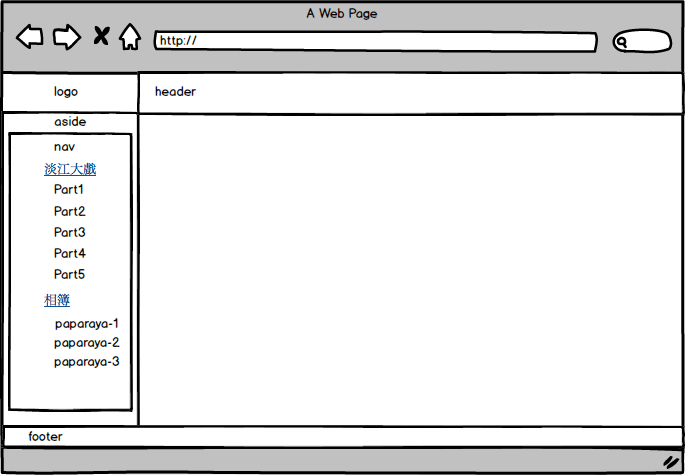 A Web Page
http://
logo
header
aside
nav
淡江大戲
Part1
Part2
Part3
Part4
Part5
相簿
paparaya-1
paparaya-2
paparaya-3
footer